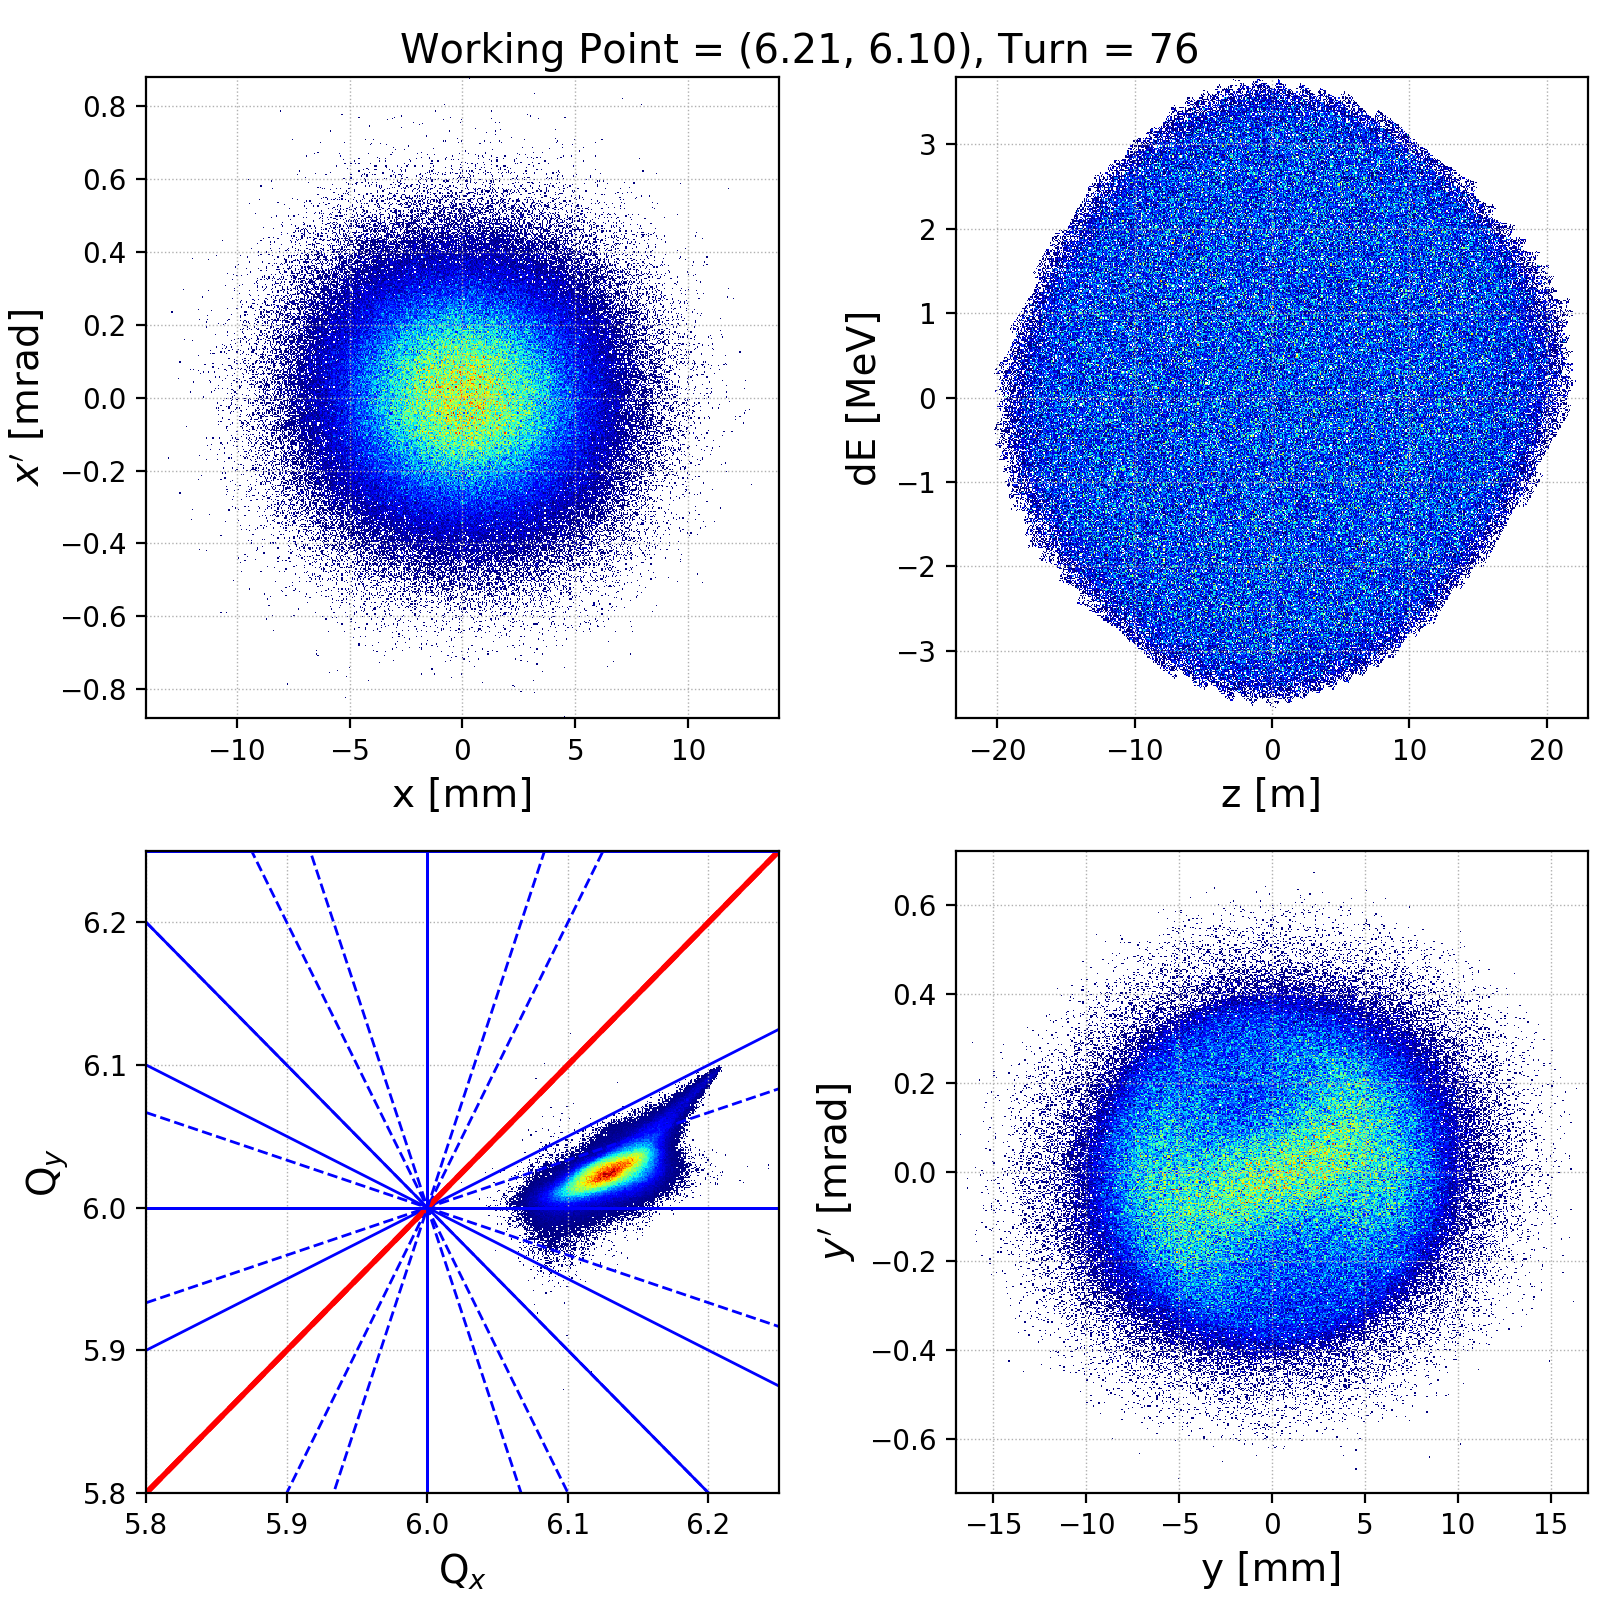 Working Point = (6.21, 6.10), Turn = 76
0.8
0.6
0.4
0.2
0.0
−0.2
−0.4
−0.6
−0.8
x′ [mrad]
−10 −5 0 5 10
x [mm]
3
2
1
0
−1
−2
−3
dE [MeV]
−20 −10 0 10 20
z [m]
6.2
6.1
6.0
5.9
5.8
Qy
5.8 5.9 6.0 6.1 6.2
Qx
0.6
0.4
0.2
0.0
−0.2
−0.4
−0.6
y′ [mrad]
−15 −10 −5 0 5 10 15
y [mm]